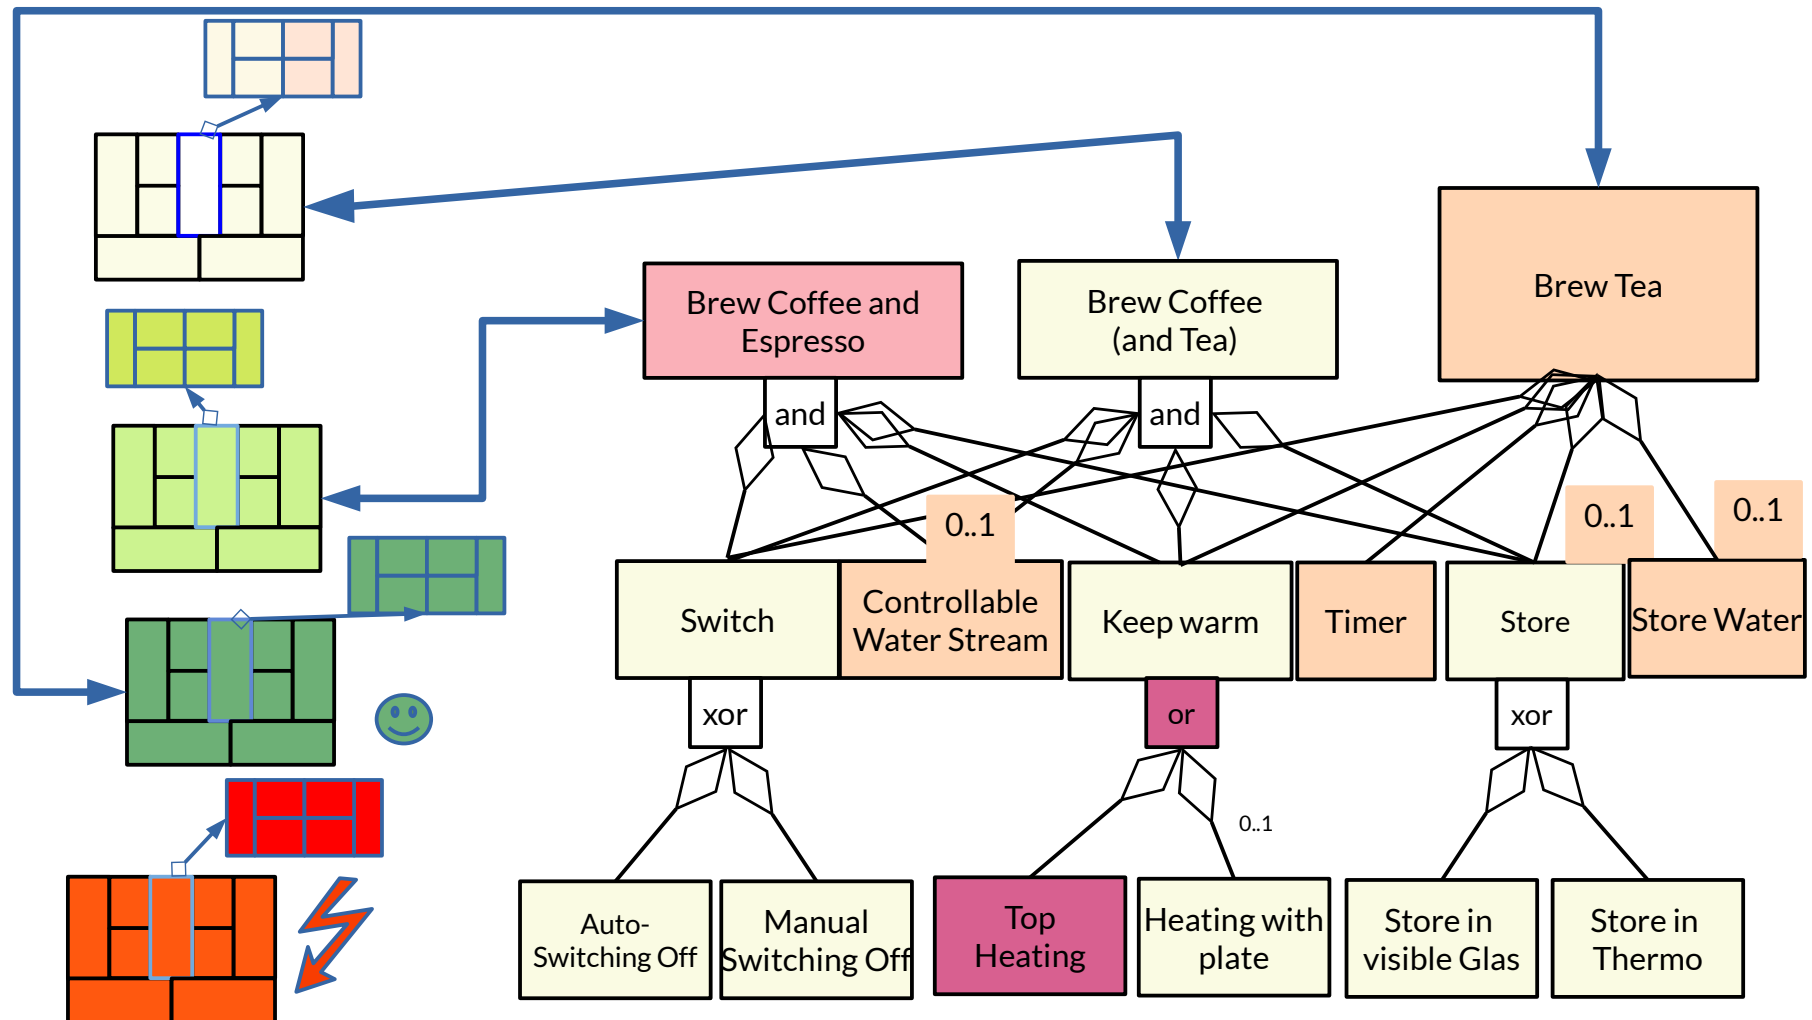 Brew Tea
Brew Coffee and
Espresso
Brew Coffee
(and Tea)
and
and
0..1
0..1
0..1
Switch
Controllable
Water Stream
Keep warm
Timer
Store
Store Water
xor
or
xor
0..1
Auto-
Switching Off
Manual
Switching Off
Top
Heating
Heating with
plate
Store in
visible Glas
Store in
Thermo